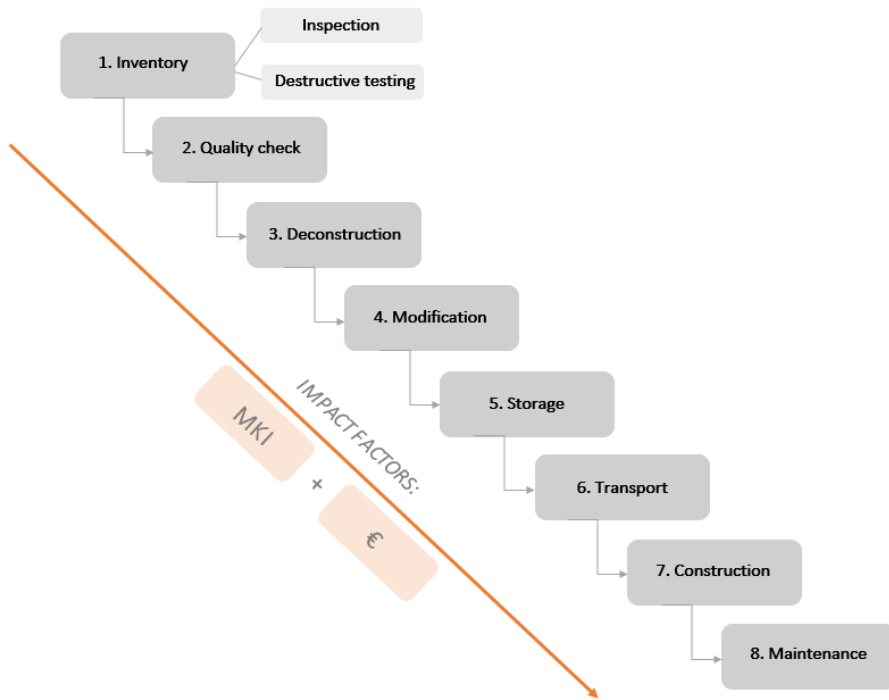 Inspection
1. Inventory
Destructive testing
2. Quality check
3. Deconstruction
4. Modification
5. Storage
6. Transport
7. Construction
8. Maintenance
IMPACT FACTORS:
MKI
+
€